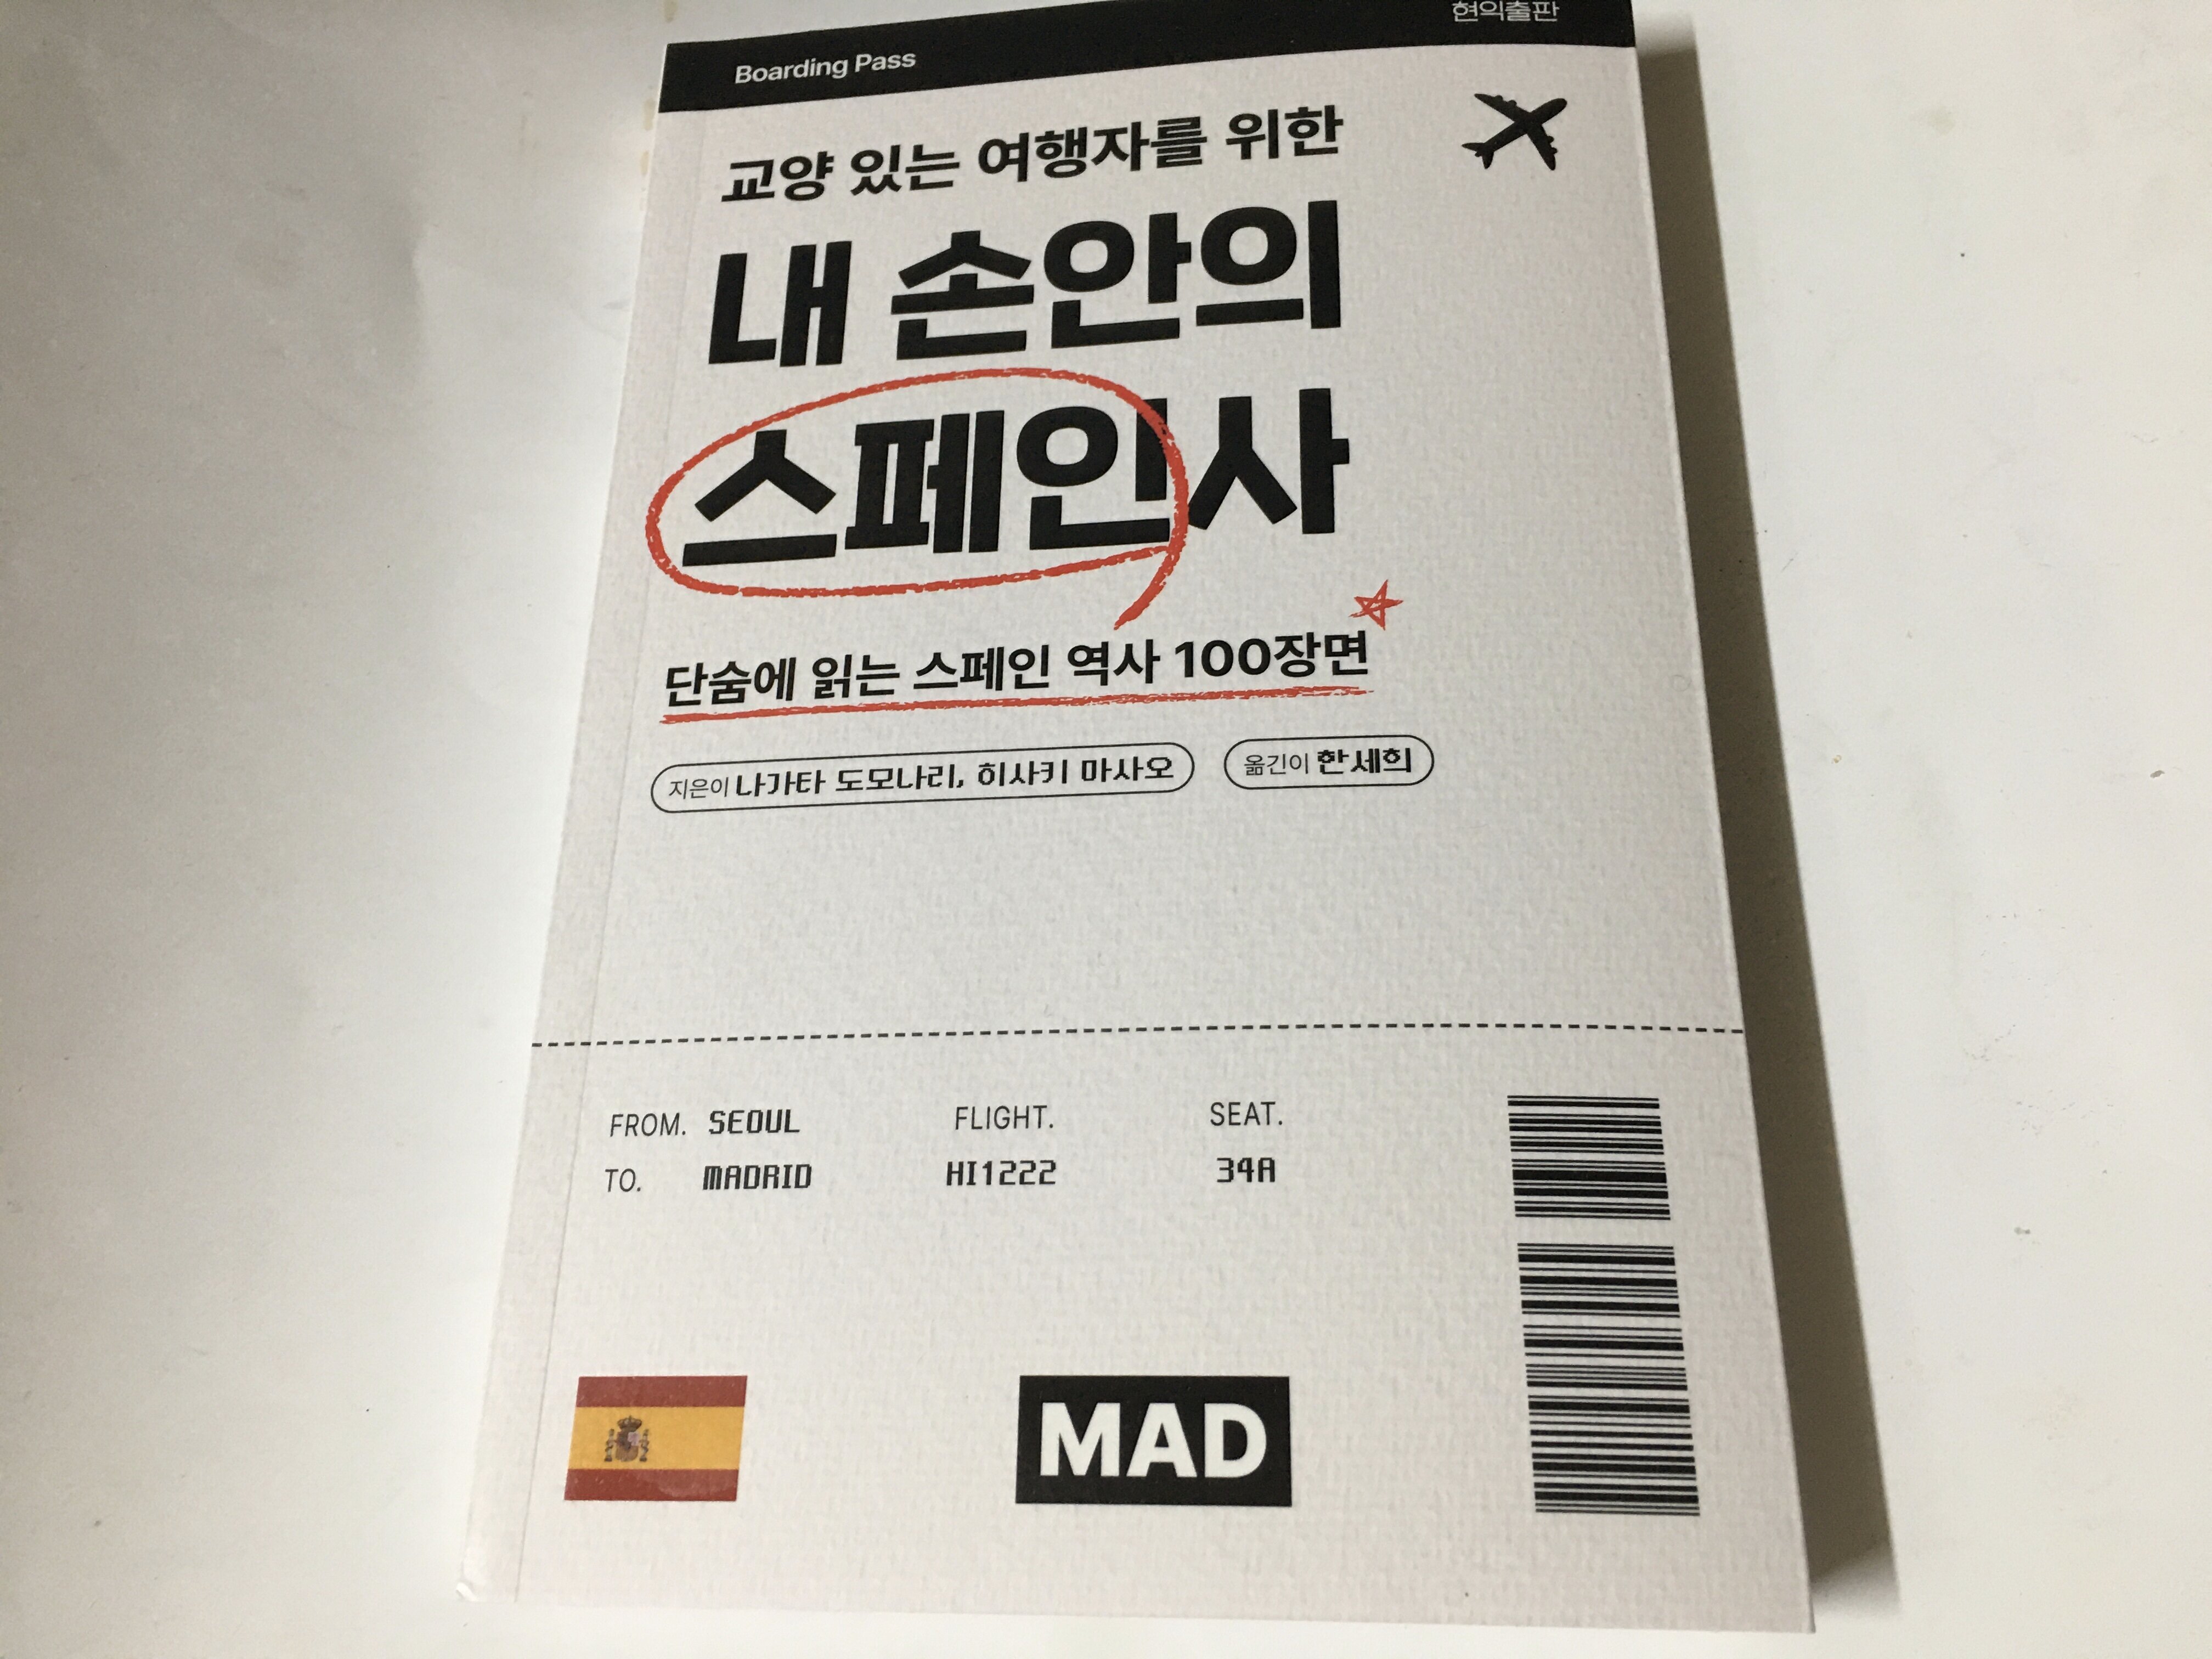 Boarding Pass
현익출판
교양 있는 여행자를 위한
내 손안의
스페인사
단숨에 읽는 스페인 역사 100장면
지은이 나가타 도모나리, 히사키 마사오
옮긴이 한세희
FROM. SEOUL
TO. MADRID
FLIGHT.
HI1222
SEAT.
34A
MAD